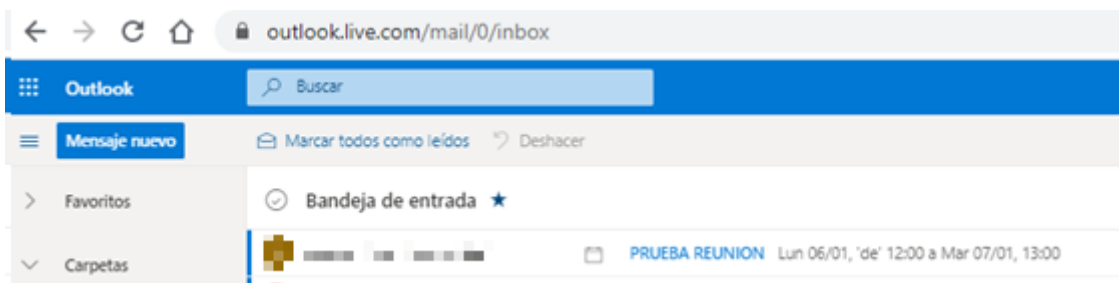 outlook.live.com/mail/0/inbox
Outlook Buscar
Mensaje nuevo Marcar todos como leídos Deshacer
Favoritos Bandeja de entrada
Carpetas PRUEBA REUNION Lun 06/01, 'de' 12:00 a Mar 07/01, 13:00